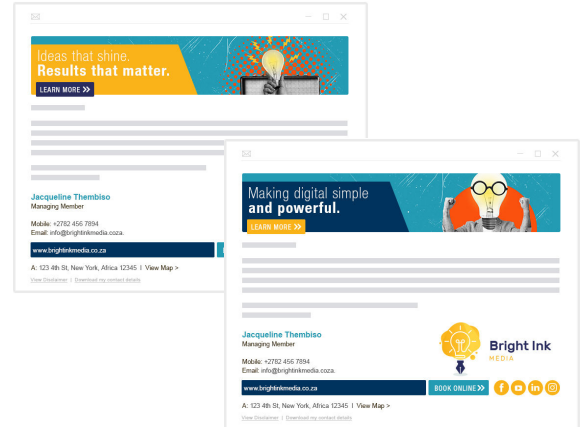 Ideas that shine.
Results that matter.
LEARN MORE >>
Jacqueline Thembiso
Managing Member
Mobile: +2782 456 7894
Email: info@brightinkmedia.coza.
www.brightinkmedia.co.za
A: 123 4th St, New York, Africa 12345 I View Map >
View Disclaimer | Download my contact details
Making digital simple
and powerful.
LEARN MORE >>
Jacqueline Thembiso
Managing Member
Mobile: +2782 456 7894
Email: info@brightinkmedia.coza.
Bright Ink
MEDIA
www.brightinkmedia.co.za
BOOK ONLINE >>
A: 123 4th St, New York, Africa 12345 I View Map >
View Disclaimer | Download my contact details